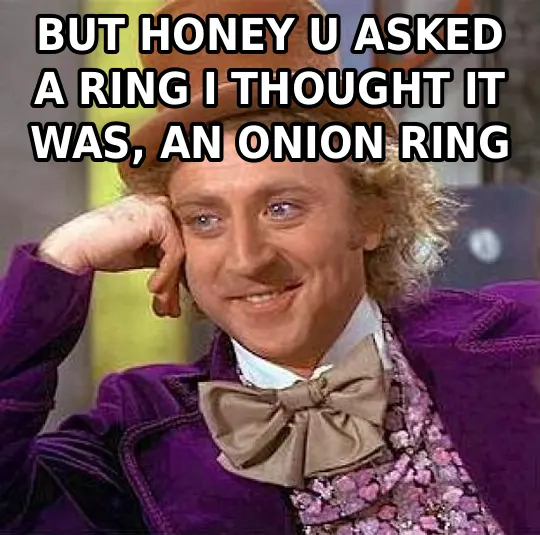 BUT HONEY U ASKED
A RING I THOUGHT IT
WAS, AN ONION RING